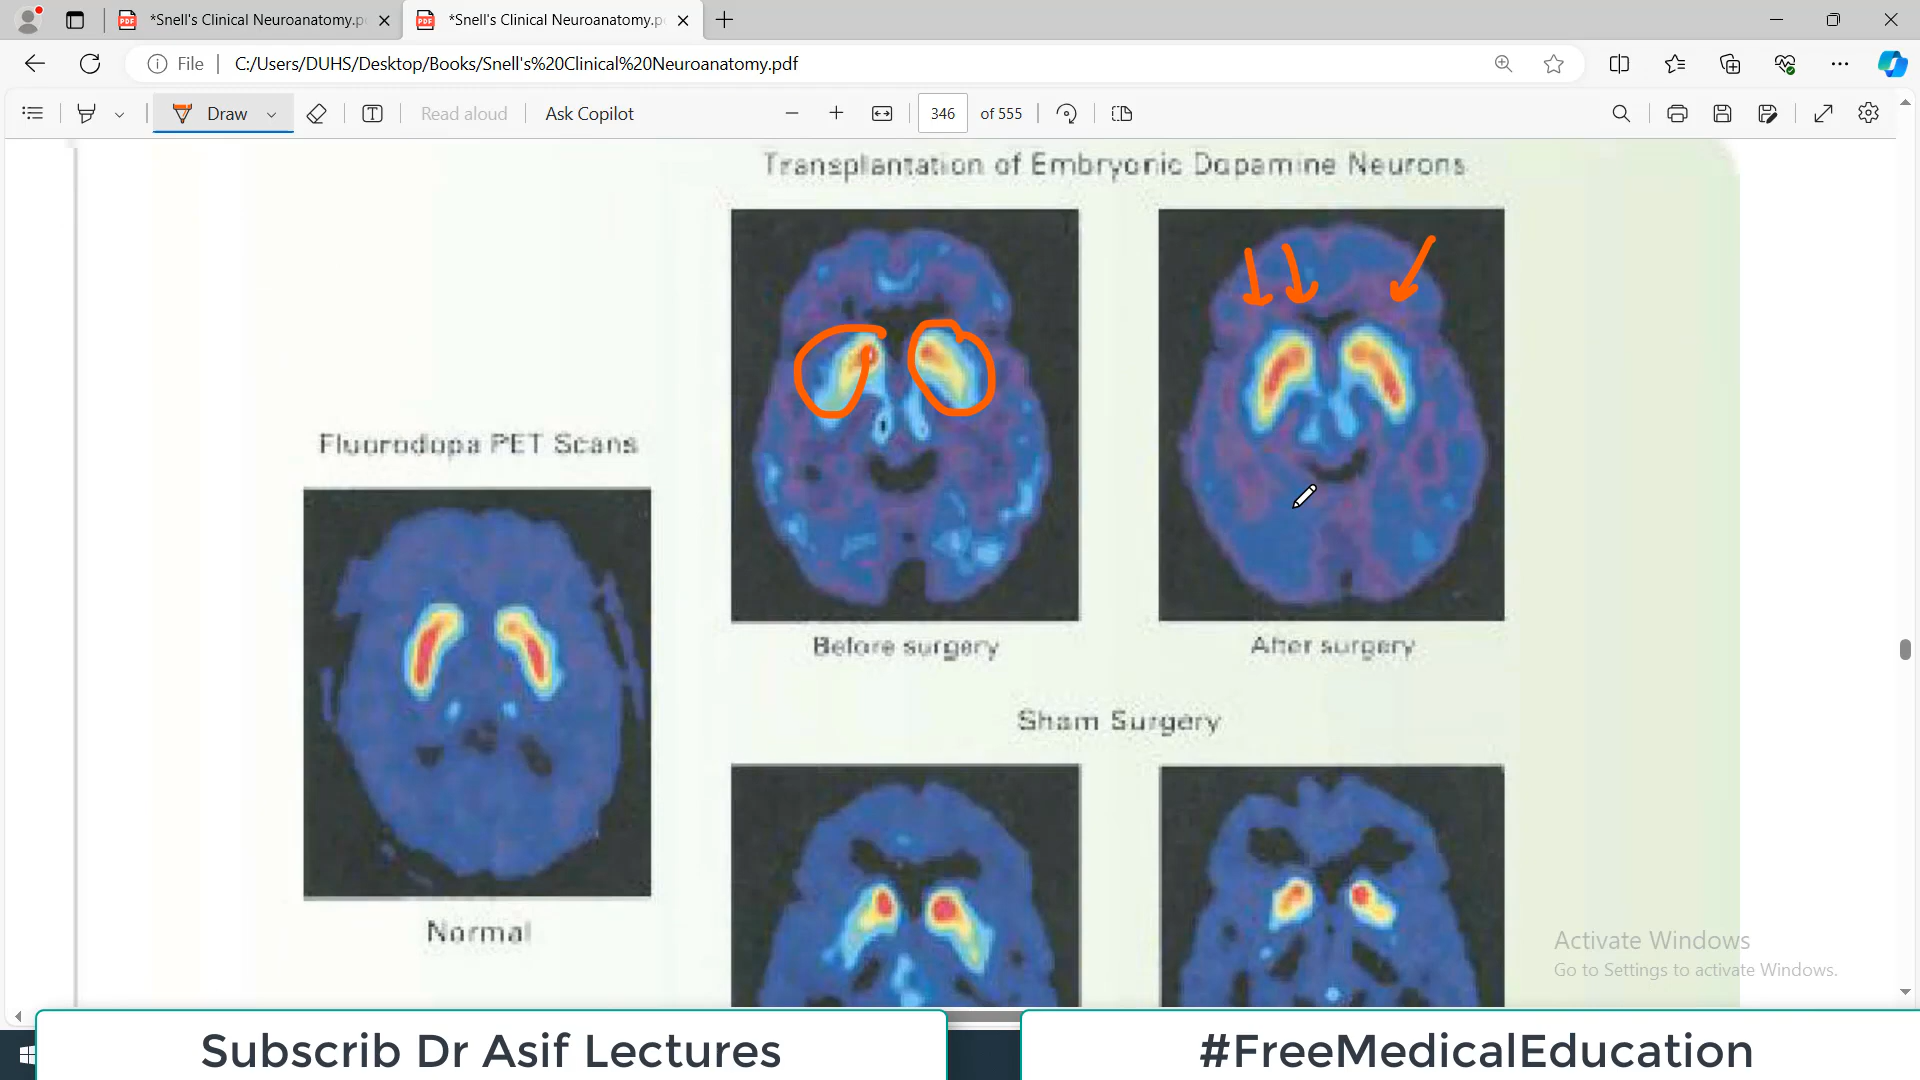 *Snell's Clinical Neuroanatomy.p
*Snell's Clinical Neuroanatomy.p
File
C:/Users/DUHS/Desktop/Books/Snell's%20Clinical%20Neuroanatomy.pdf
Draw
Read aloud
Ask Copilot
346
of 555
Transplantation of Embryonic Dopamine Neurons
Fluorodopa PET Scans
Before surgery
After surgery
Sham Surgery
Normal
Activate Windows
Go to Settings to activate Windows.
Subscrib Dr Asif Lectures
#FreeMedicalEducation